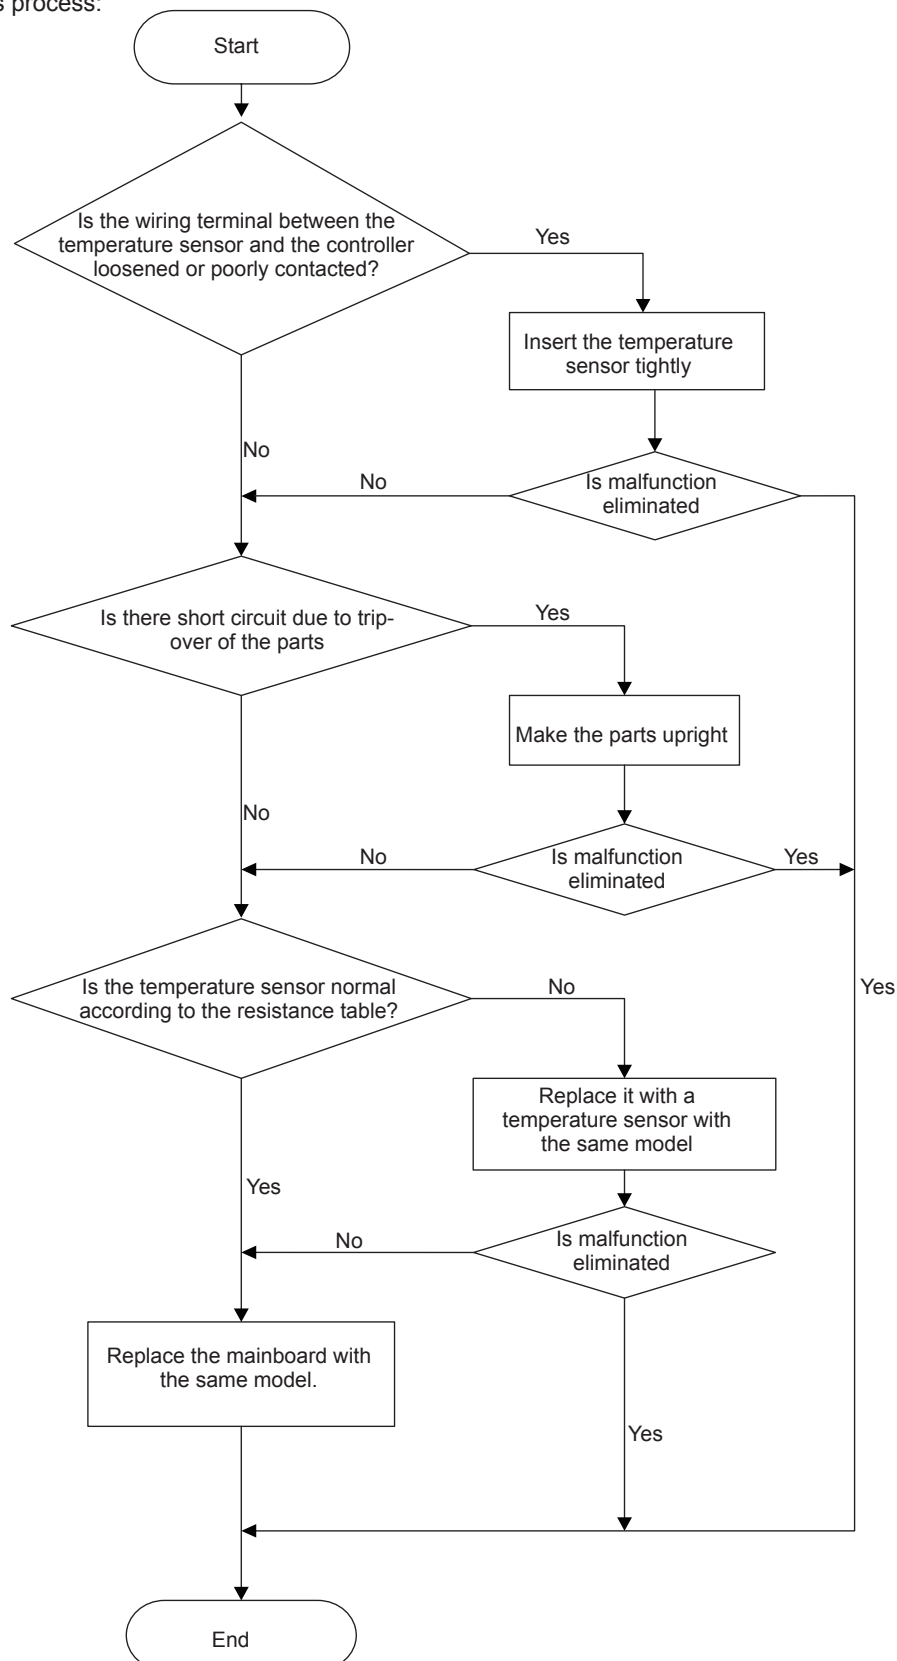 process:
Start
Is the wiring terminal between the
temperature sensor and the controller
loosened or poorly contacted?
Yes
Insert the temperature
sensor tightly
No
No
Is malfunction
eliminated
Is there short circuit due to trip-
over of the parts
Yes
Make the parts upright
No
No
Is malfunction
eliminated
Yes
Is the temperature sensor normal
according to the resistance table?
No
Yes
Replace it with a
temperature sensor with
the same model
Yes
No
Is malfunction
eliminated
Replace the mainboard with
the same model.
Yes
End